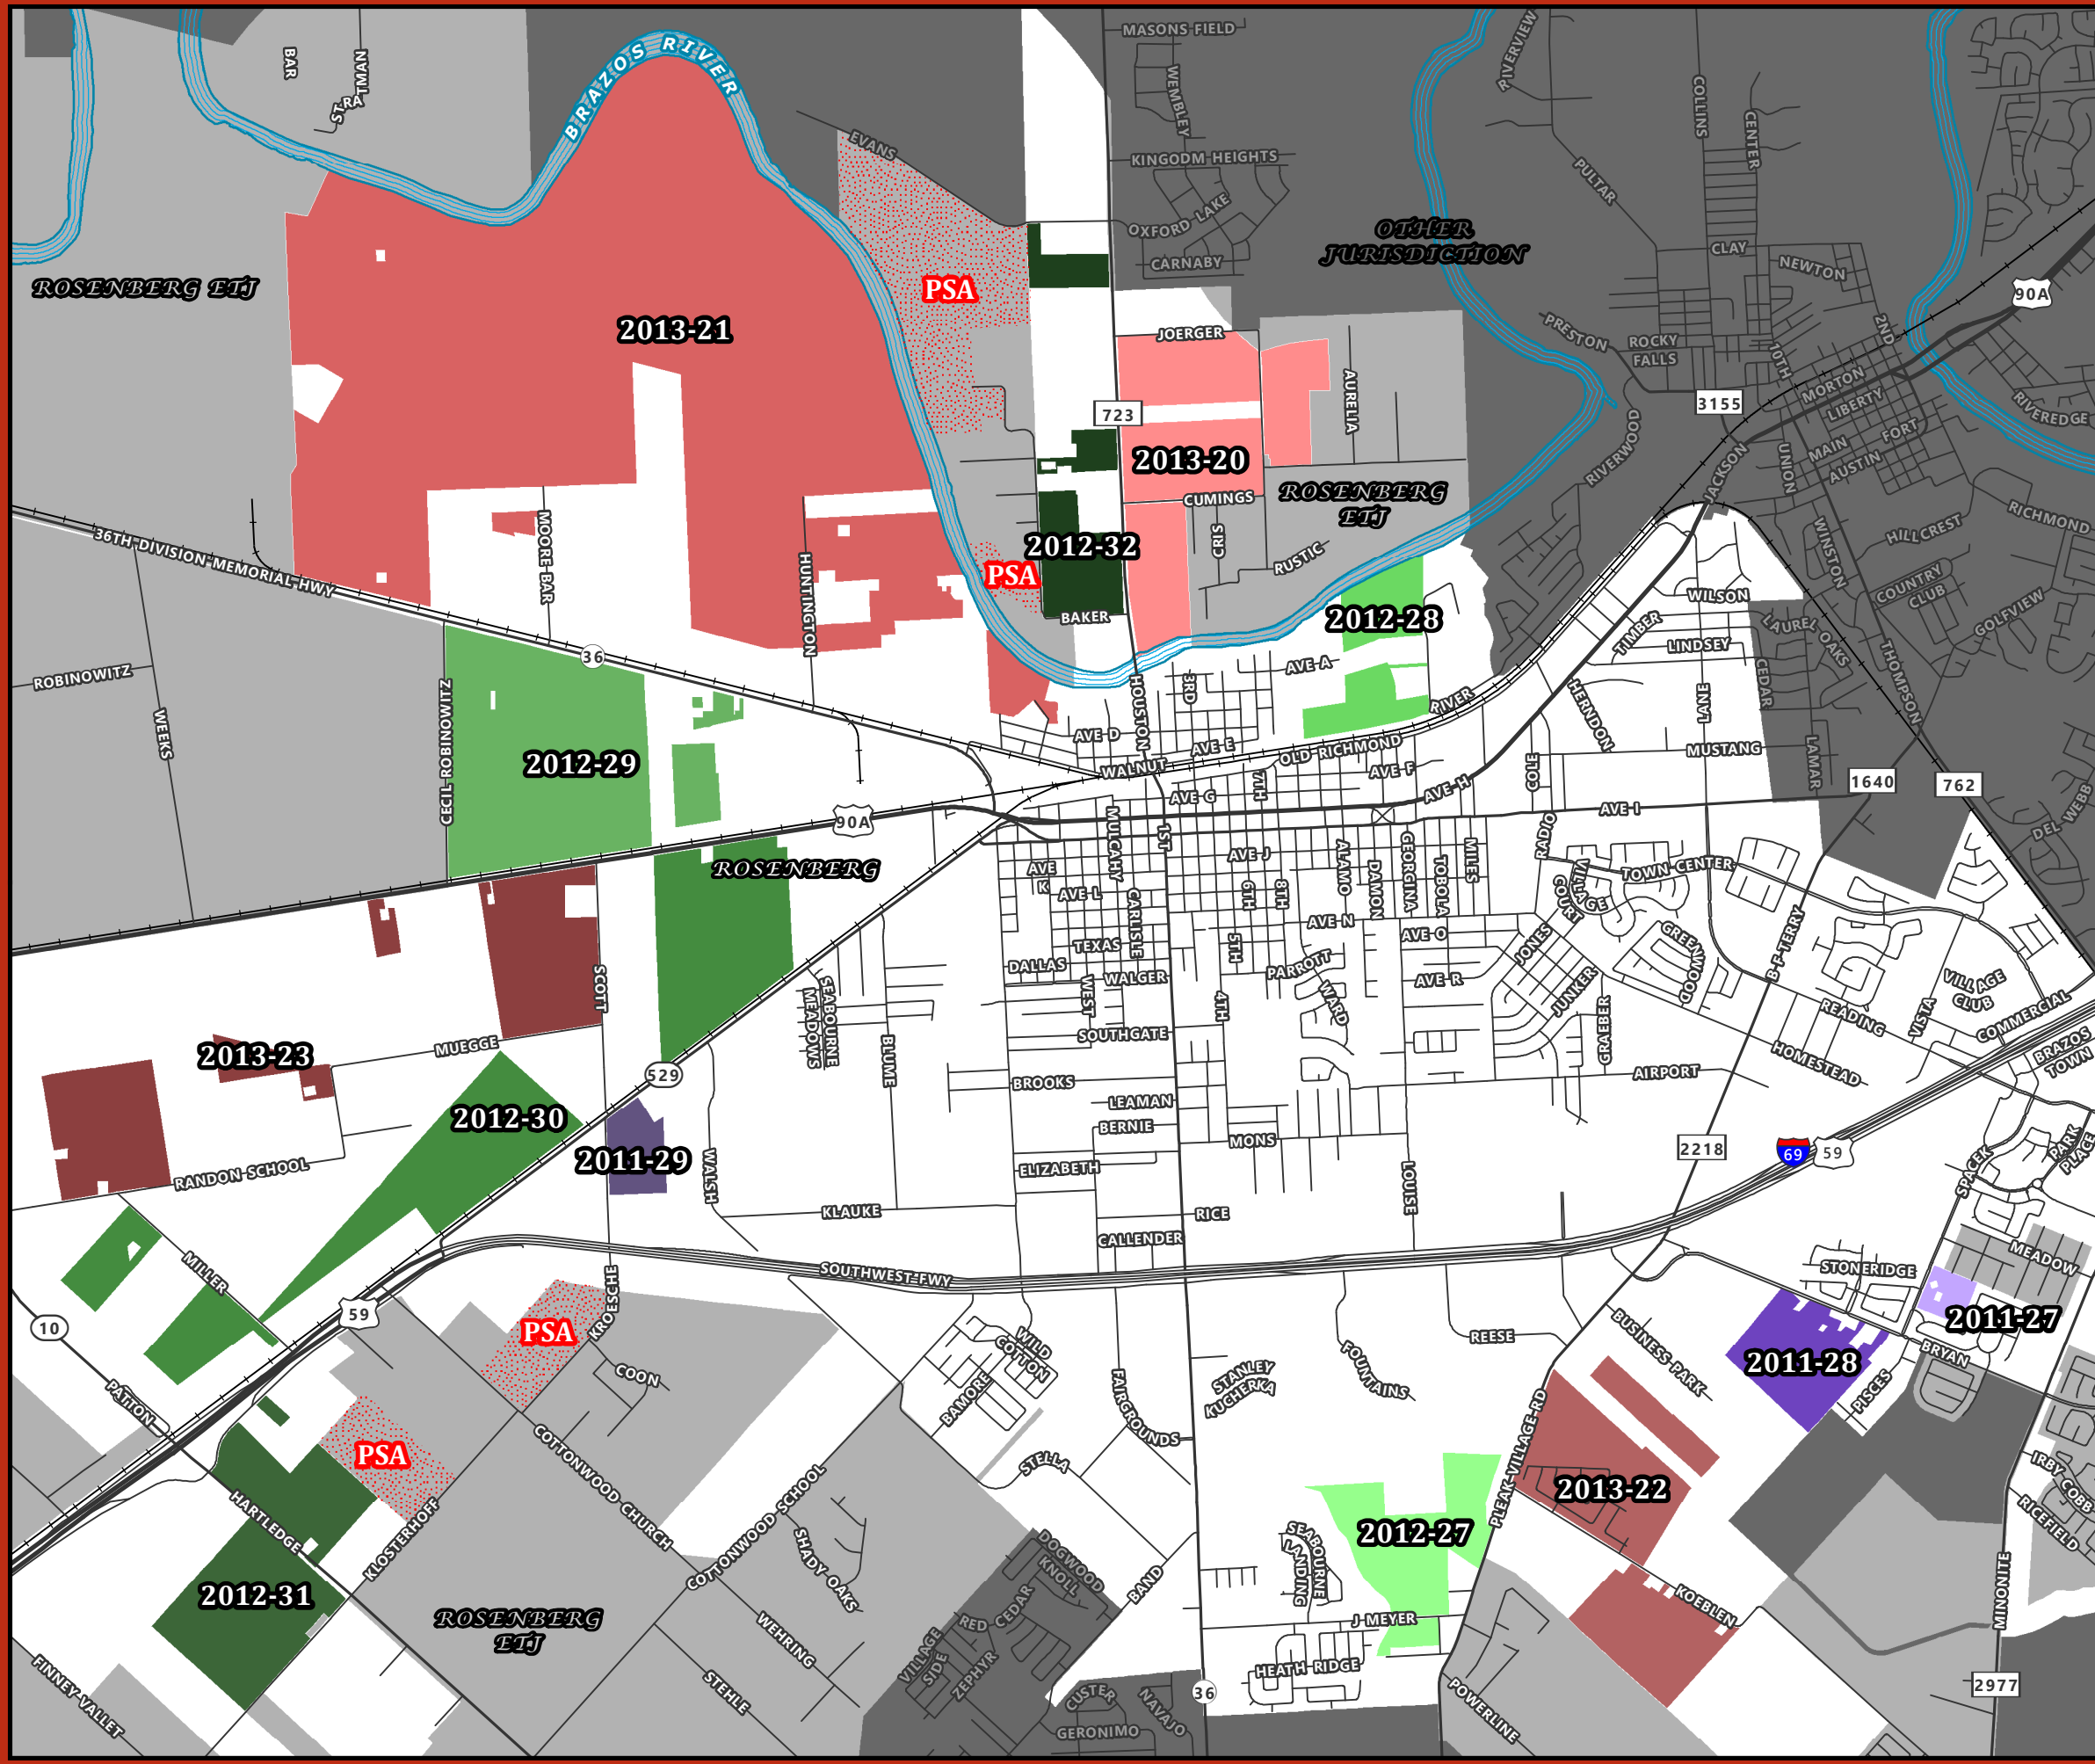 MASONS FIELD
BAR
STRATMAN
BRAZOS RIVER
WEMBLEY
RIVERVIEW
COLLINS
CENTER
EVANS
KINGODM HEIGHTS
PULTAR
OXFORD LAKE
CARNABY
OTHER
JURISDICTION
CLAY
NEWTON
ROSENBERG ETJ
PSA
90A
2013-21
JOERGER
PRESTON
ROCKY
FALLS
10TH
2ND
AURELIA
MORTON
LIBERTY
3155
723
RIVEREDGE
RIVERWOOD
MAIN
FORT
AUSTIN
UNION
JACKSON
2013-20
ROSENBERG
ETJ
CUMINGS
CRIS
RUSTIC
36TH DIVISION MEMORIAL HWY
MOORE BAR
HUNTINGTON
2012-32
PSA
BAKER
RICHMOND
HILLCREST
WINSTON
COUNTRY
CLUB
GOLFVIEW
WILSON
TIMBER
LINDSEY
LAUREL OAKS
CEDAR
THOMPSON
2012-28
36
ROBINOWITZ
WEEKS
CECIL ROBINOWITZ
AVE A
3RD
HOUSTON
RIVER
HERNDON
LANE
AVE D
AVE E
OLD RICHMOND
MUSTANG
LAMAR
WALNUT
2012-29
AVE F
COLE
1640
762
7TH
AVE G
AVE H
AVE I
DEL WEBB
90A
MULCAHY
1ST
RADIO
ROSENBERG
AVE
K
AVE J
ALAMO
DAMON
GEORGINA
TOBOLA
MILES
TOWN CENTER
VILLAGE
COURT
AVE L
CARLISLE
6TH
8TH
AVE N
AVE O
GREENWOOD
B F TERRY
TEXAS
5TH
JONES
DALLAS
WALGER
PARROTT
AVE R
SCOTT
WEST
WARD
4TH
JUNKER
VILLAGE
CLUB
SEABOURNE
MEADOWS
BLUME
SOUTHGATE
GRAEBER
READING
VISTA
COMMERCIAL
MUEGGE
2013-23
529
BROOKS
AIRPORT
HOMESTEAD
BRAZOS
TOWN
LEAMAN
2012-30
BERNIE
MONS
2218
69
59
PARK
PLACE
2011-29
RANDON SCHOOL
WALSH
ELIZABETH
LOUISE
SPACEK
KLAUKE
RICE
CALLENDER
MILLER
SOUTHWEST FWY
STONERIDGE
MEADOW
59
KROESCHE
10
PSA
2011-27
COON
WILD
COTTON
BAMORE
REESE
BUSINESS PARK
2011-28
BRYAN
PISCES
STANLEY
KUCHERKA
FOUNTAINS
FAIRGROUNDS
PATTON
PSA
COTTONWOOD CHURCH
STELLA
PLEAK VILLAGE RD
2013-22
IRBY COBB
RICEFIELD
HARTLEDGE
KLOSTERHOFF
COTTONWOOD SCHOOL
SHADY OAKS
2012-27
SEABOURNE
LANDING
DOGWOOD
KNOLL
BAND
2012-31
ROSENBERG
ETJ
WEHRING
RED CEDAR
J MEYER
KOEBLEN
MINONITE
VILLAGE
SIDE
ZEPHYR
HEATH RIDGE
FINNEY VALLET
STEHLE
CUSTER
NAVAJO
GERONIMO
36
POWERLINE
2977